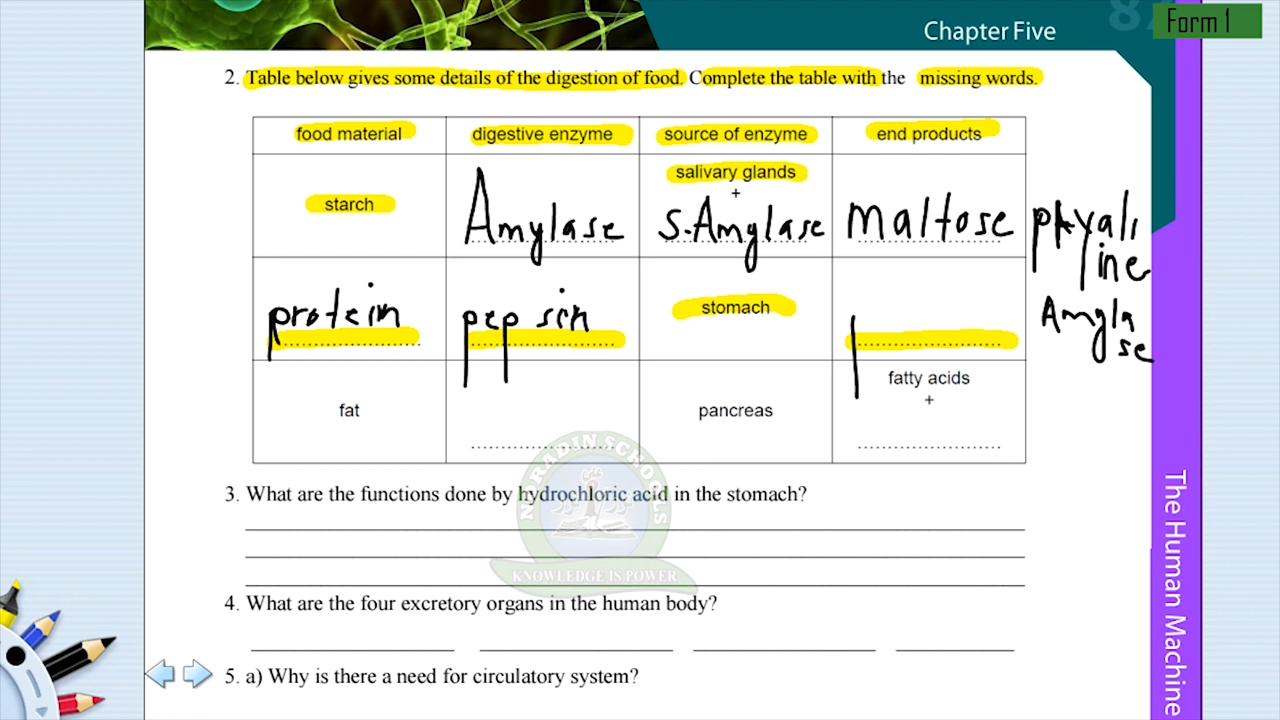 Form 1
Chapter Five
2. Table below gives some details of the digestion of food. Complete the table with the missing words.
food material digestive enzyme source of enzyme end products
starch Amylase salivary glands + S.Amylase maltose
ptyaline
Amylase
protein pepsin stomach p
fat pancreas fatty acids +
3. What are the functions done by hydrochloric acid in the stomach?
4. What are the four excretory organs in the human body?
5. a) Why is there a need for circulatory system?
The Human Machine
NURADIN SCHOOLS
KNOWLEDGE IS POWER